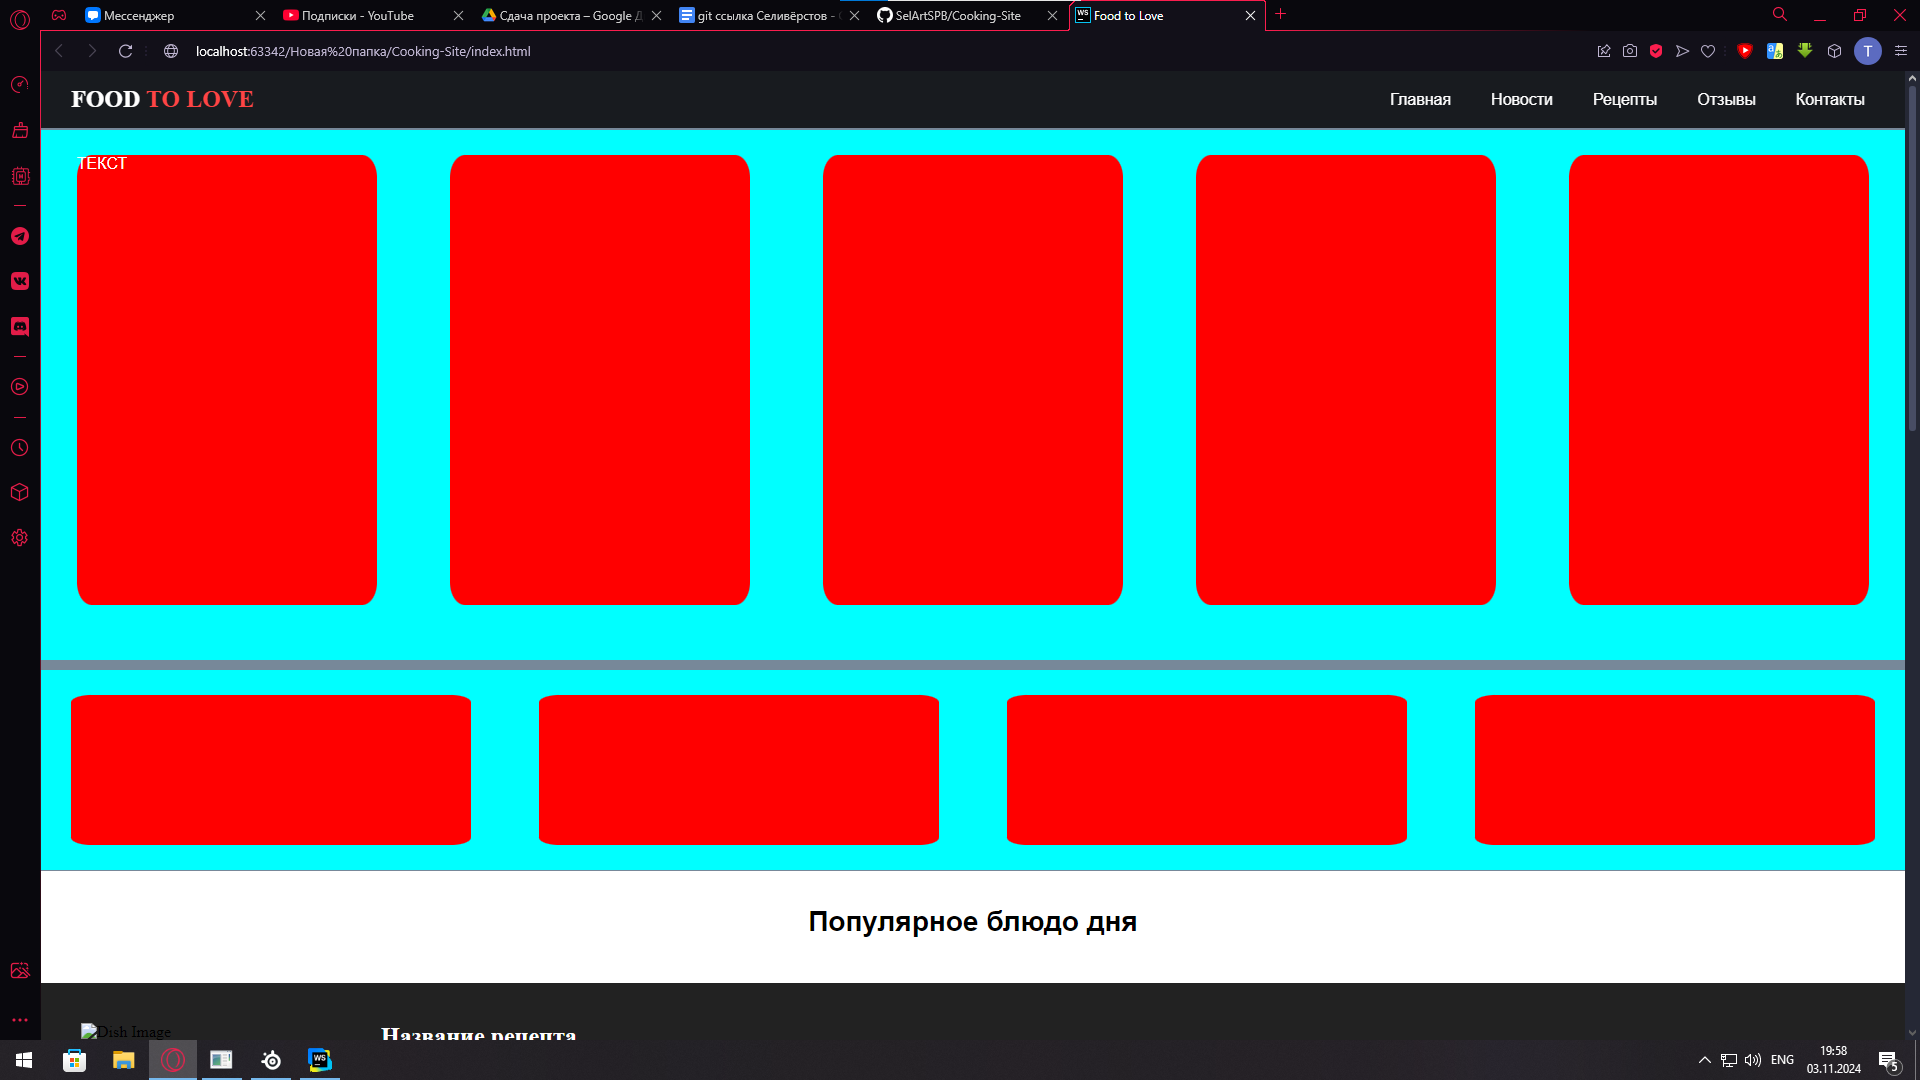 Мессенджер
Подписки - YouTube
Сдача проекта – Google Д
git ссылка Селивёрстов -
SelArtSPB/Cooking-Site
Food to Love
localhost:63342/Новая%20папка/Cooking-Site/index.html
T
FOOD TO LOVE
Главная
Новости
Рецепты
Отзывы
Контакты
ТЕКСТ
Популярное блюдо дня
Dish Image
Название рецепта
WS
ENG
19:58
03.11.2024
5